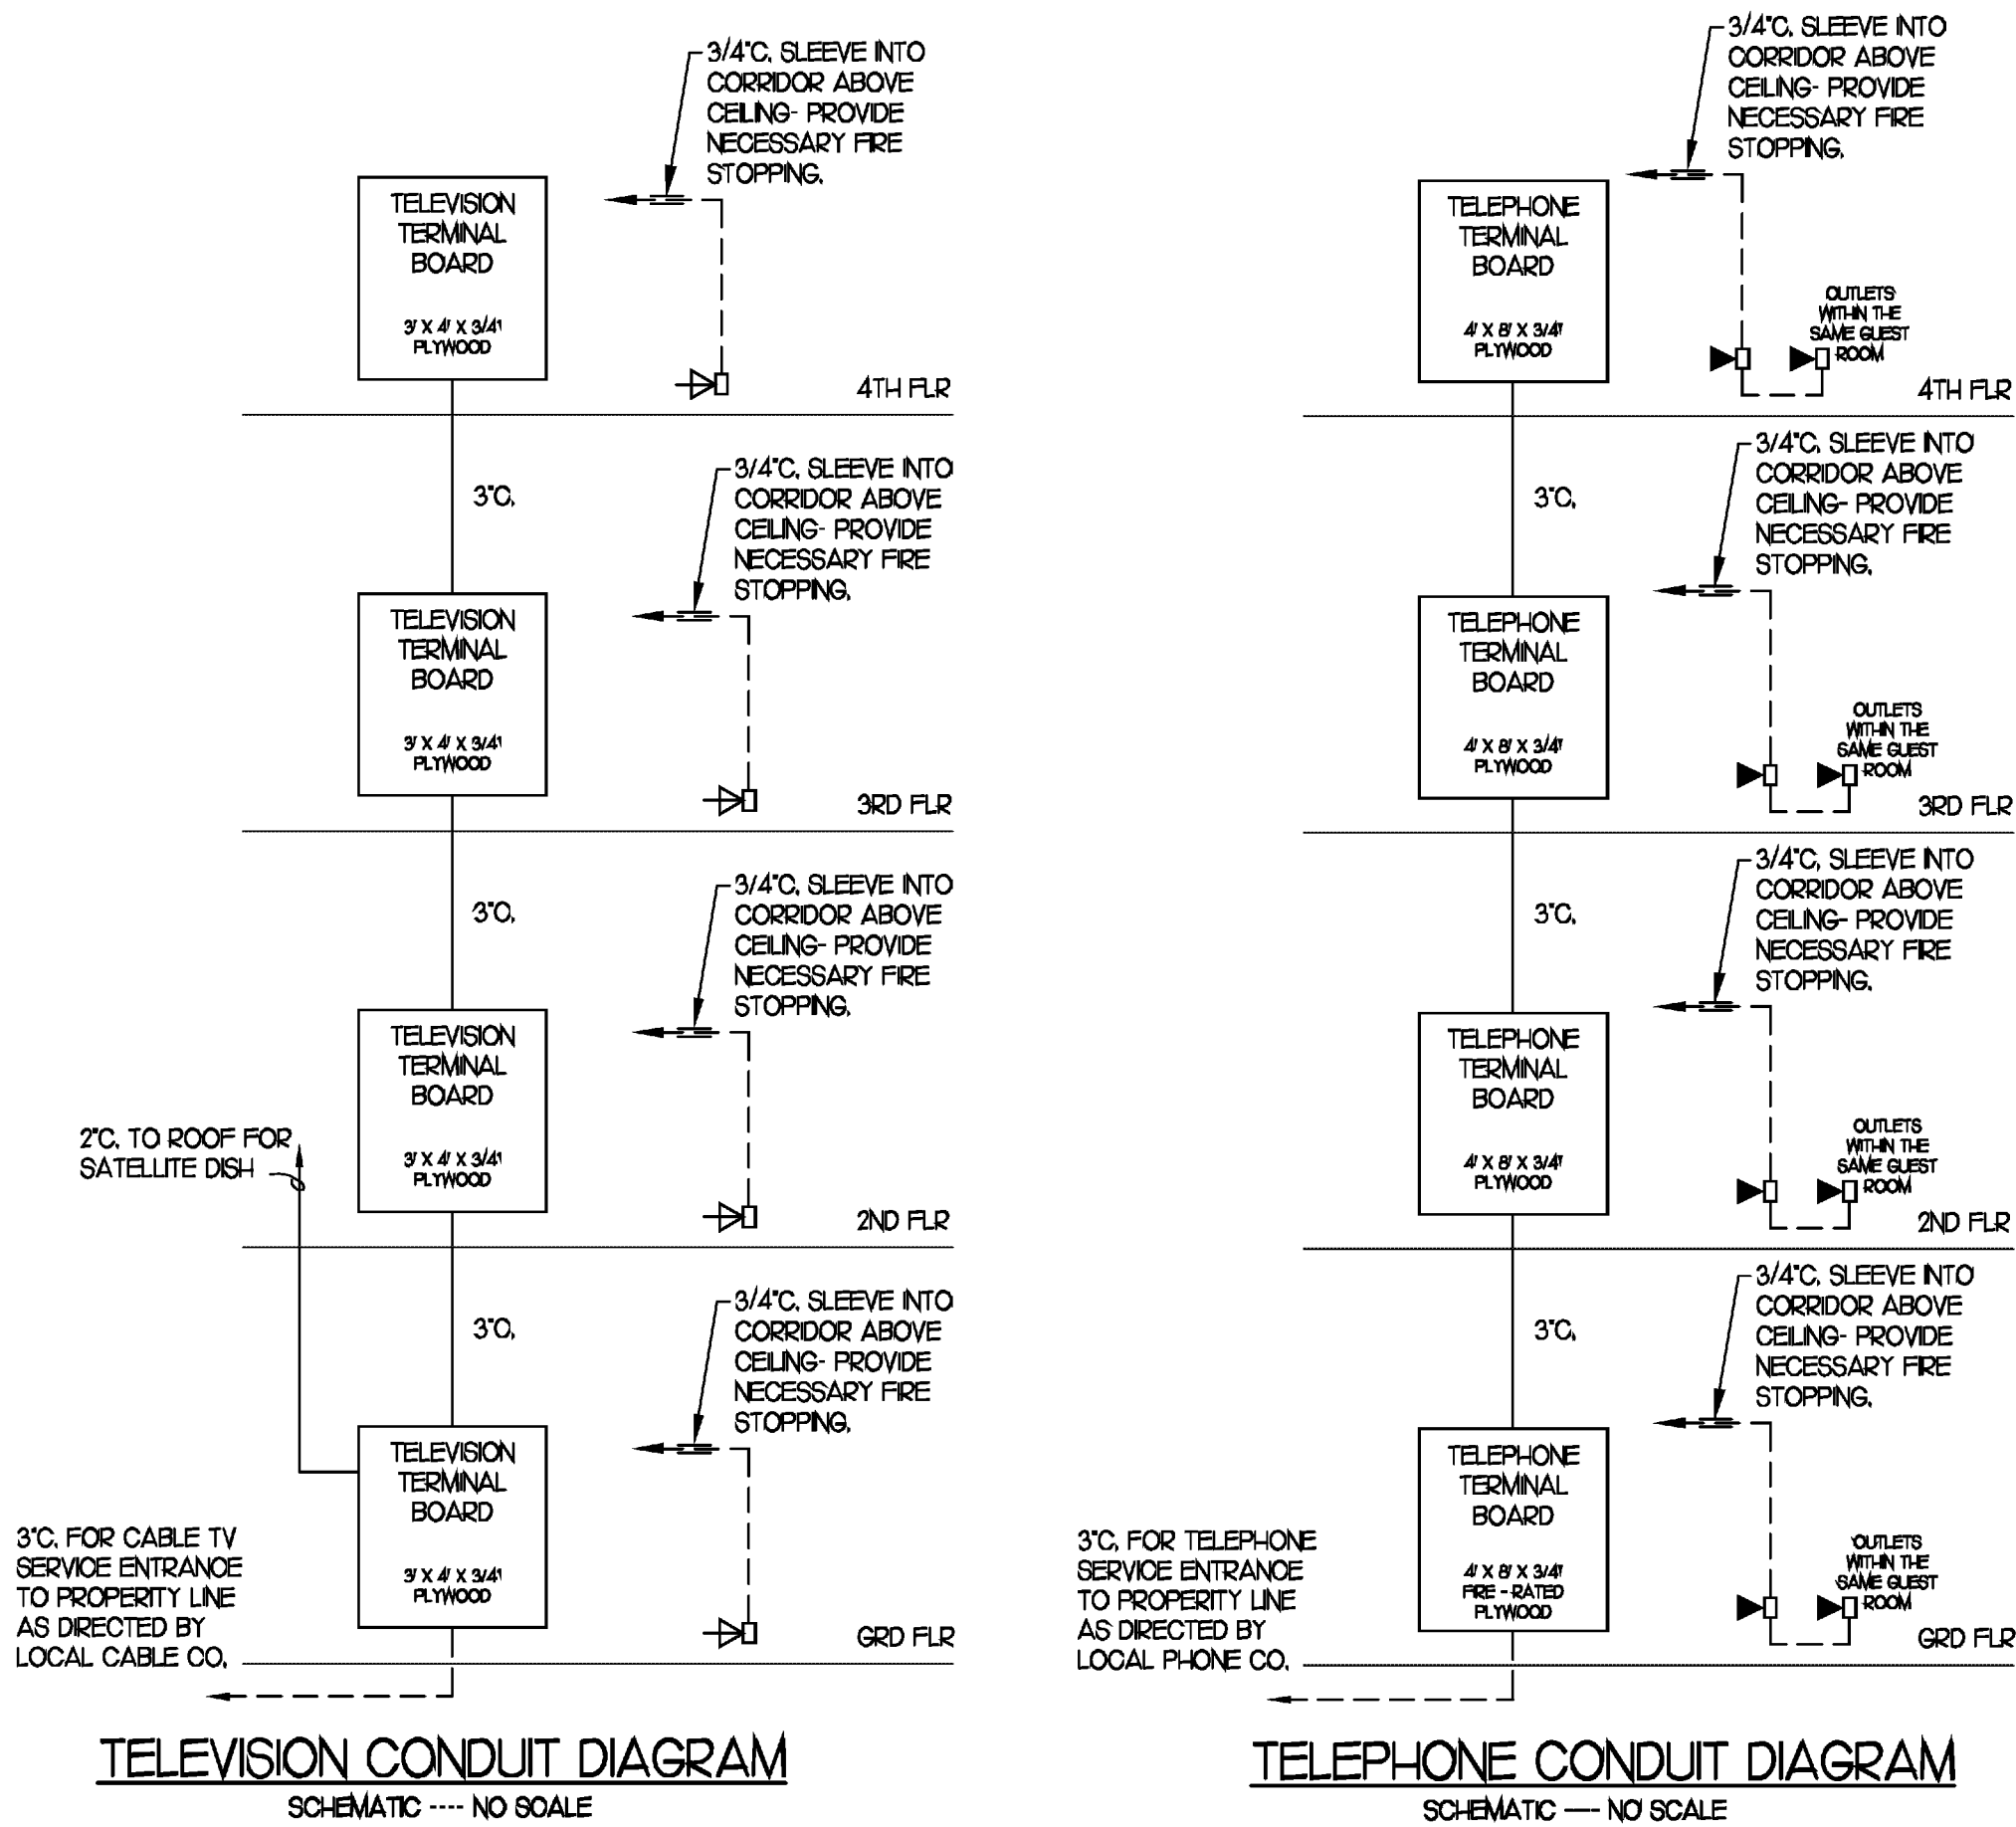 3/4"C. SLEEVE INTO
CORRIDOR ABOVE
CEILING- PROVIDE
NECESSARY FIRE
STOPPING.
TELEVISION
TERMINAL
BOARD
3' X 4' X 3/4"
PLYWOOD
4TH FLR
3"C.
3/4"C. SLEEVE INTO
CORRIDOR ABOVE
CEILING- PROVIDE
NECESSARY FIRE
STOPPING.
TELEVISION
TERMINAL
BOARD
3' X 4' X 3/4"
PLYWOOD
3RD FLR
3"C.
3/4"C. SLEEVE INTO
CORRIDOR ABOVE
CEILING- PROVIDE
NECESSARY FIRE
STOPPING.
TELEVISION
TERMINAL
BOARD
3' X 4' X 3/4"
PLYWOOD
2"C. TO ROOF FOR
SATELLITE DISH
2ND FLR
3"C.
3/4"C. SLEEVE INTO
CORRIDOR ABOVE
CEILING- PROVIDE
NECESSARY FIRE
STOPPING.
TELEVISION
TERMINAL
BOARD
3' X 4' X 3/4"
PLYWOOD
3"C. FOR CABLE TV
SERVICE ENTRANCE
TO PROPERITY LINE
AS DIRECTED BY
LOCAL CABLE CO.
GRD FLR
TELEVISION CONDUIT DIAGRAM
SCHEMATIC ---- NO SCALE
3/4"C. SLEEVE INTO
CORRIDOR ABOVE
CEILING- PROVIDE
NECESSARY FIRE
STOPPING.
TELEPHONE
TERMINAL
BOARD
4' X 8' X 3/4"
PLYWOOD
OUTLETS
WITHIN THE
SAME GUEST
ROOM
4TH FLR
3"C.
3/4"C. SLEEVE INTO
CORRIDOR ABOVE
CEILING- PROVIDE
NECESSARY FIRE
STOPPING.
TELEPHONE
TERMINAL
BOARD
4' X 8' X 3/4"
PLYWOOD
OUTLETS
WITHIN THE
SAME GUEST
ROOM
3RD FLR
3"C.
3/4"C. SLEEVE INTO
CORRIDOR ABOVE
CEILING- PROVIDE
NECESSARY FIRE
STOPPING.
TELEPHONE
TERMINAL
BOARD
4' X 8' X 3/4"
PLYWOOD
OUTLETS
WITHIN THE
SAME GUEST
ROOM
2ND FLR
3"C.
3/4"C. SLEEVE INTO
CORRIDOR ABOVE
CEILING- PROVIDE
NECESSARY FIRE
STOPPING.
TELEPHONE
TERMINAL
BOARD
4' X 8' X 3/4"
FIRE - RATED
PLYWOOD
3"C. FOR TELEPHONE
SERVICE ENTRANCE
TO PROPERITY LINE
AS DIRECTED BY
LOCAL PHONE CO.
OUTLETS
WITHIN THE
SAME GUEST
ROOM
GRD FLR
TELEPHONE CONDUIT DIAGRAM
SCHEMATIC ---- NO SCALE